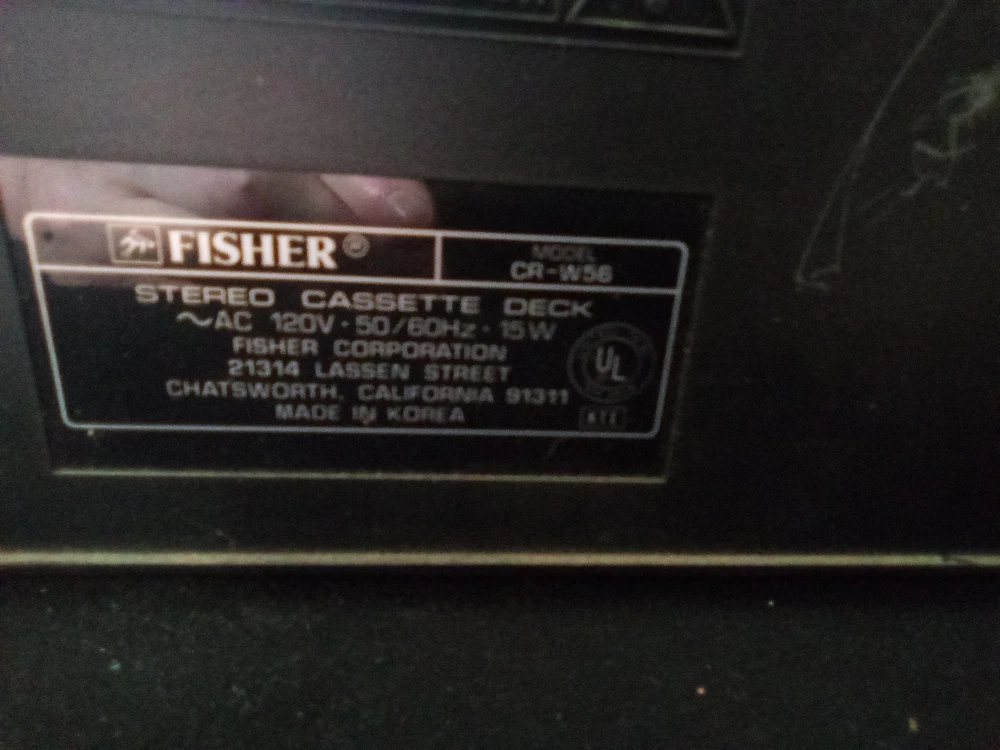 FISHER®
MODEL
CR-W56
STEREO CASSETTE DECK
~AC 120V·50/60Hz·15W
FISHER CORPORATION
21314 LASSEN STREET
CHATSWORTH, CALIFORNIA 91311
MADE IN KOREA
UL